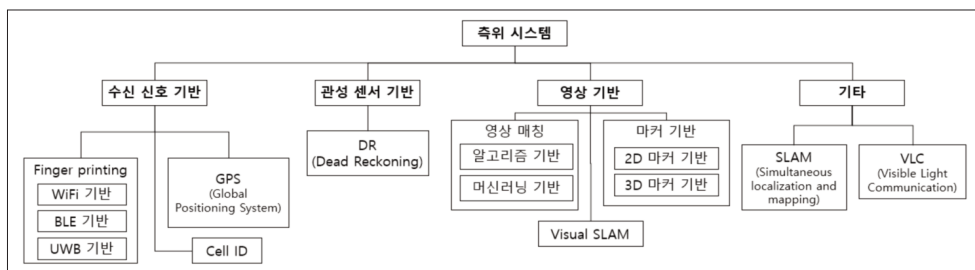 측위 시스템
수신 신호 기반
관성 센서 기반
영상 기반
기타
Finger printing
WiFi 기반
BLE 기반
UWB 기반
GPS
(Global
Positioning System)
Cell ID
DR
(Dead Reckoning)
영상 매칭
알고리즘 기반
머신러닝 기반
마커 기반
2D 마커 기반
3D 마커 기반
Visual SLAM
SLAM
(Simultaneous
localization and
mapping)
VLC
(Visible Light
Communication)